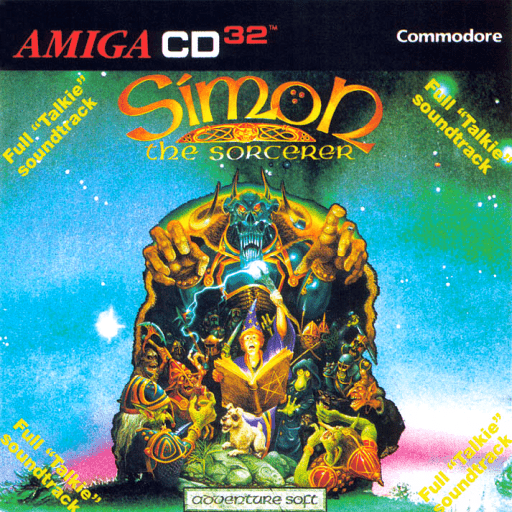 AMIGA CD32™
Commodore
Full "Talkie"
soundtrack
Full "Talkie"
soundtrack
Simon
the SORCERER
Full "Talkie"
soundtrack
Full "Talkie"
soundtrack
adventure soft